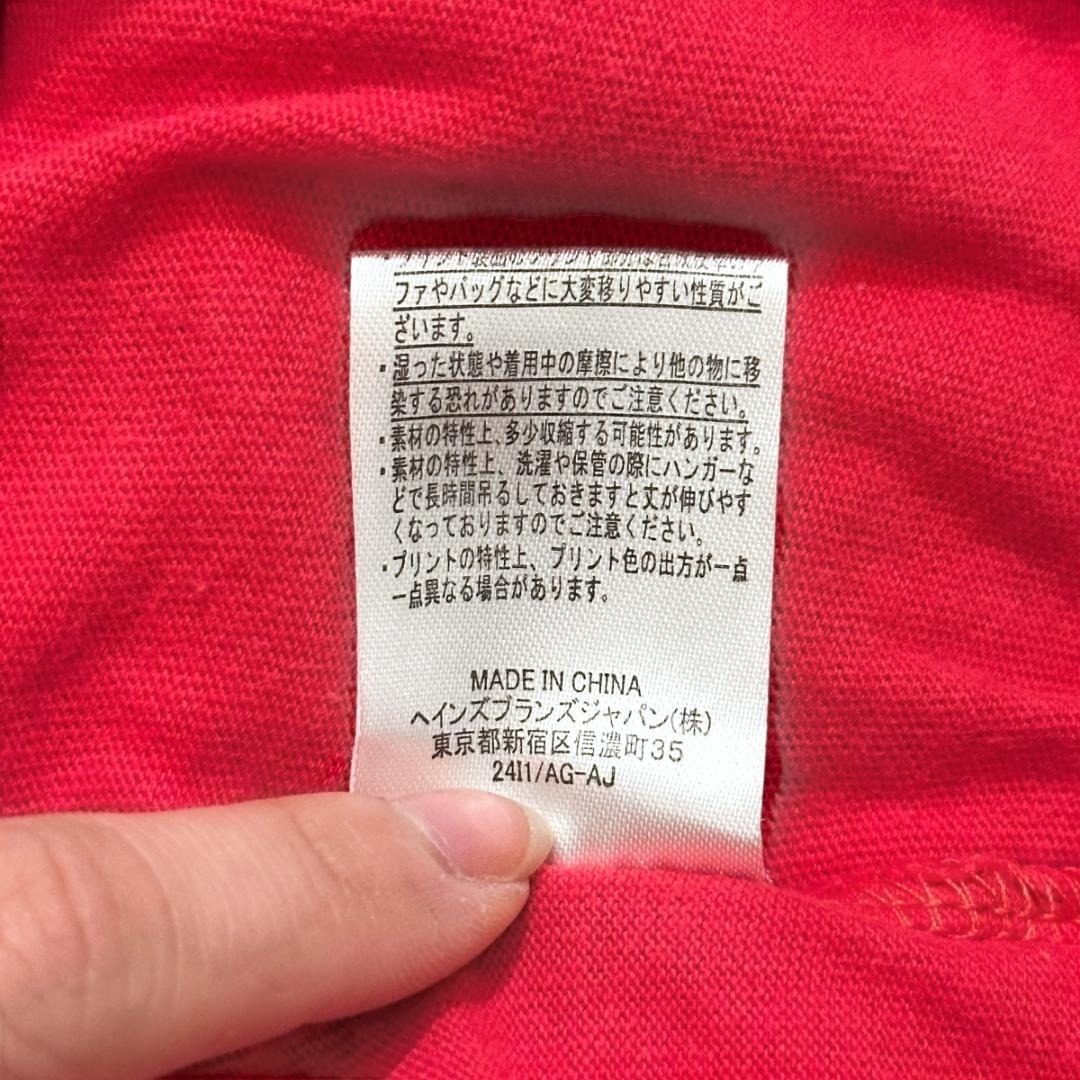 ファやバッグなどに大変移りやすい性質がご
ざいます。
・湿った状態や着用中の摩擦により他の物に移
染する恐れがありますのでご注意ください。
・素材の特性上、多少収縮する可能性があります。
・素材の特性上、洗濯や保管の際にハンガーな
どで長時間吊るしておきますと丈が伸びやす
くなっておりますのでご注意ください。
・プリントの特性上、プリント色の出方が一点
一点異なる場合があります。
MADE IN CHINA
ヘインズブランズジャパン(株)
東京都新宿区信濃町35
24I1/AG-AJ